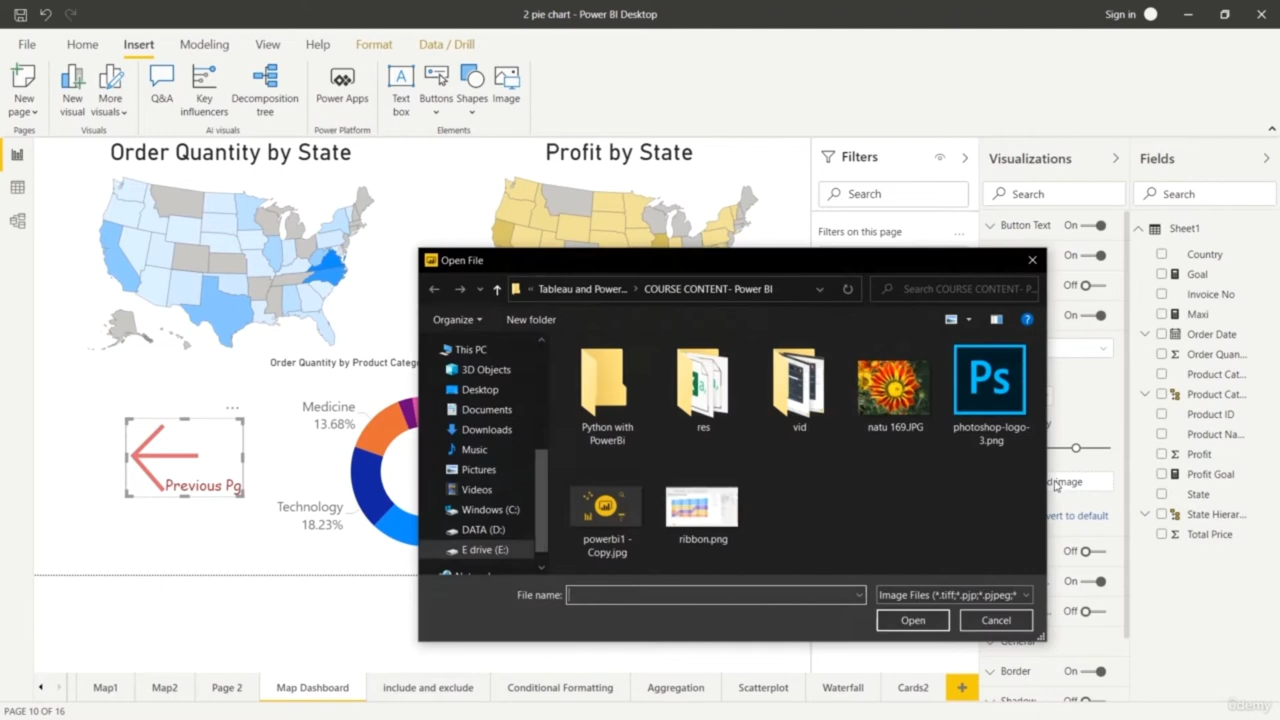 2 pie chart - Power BI Desktop
Sign in
File
Home
Insert
Modeling
View
Help
Format
Data / Drill
New page
New visual
More visuals
Q&A
Key influencers
Decomposition tree
Power Apps
Text box
Buttons
Shapes
Image
Pages
Visuals
AI visuals
Power Platform
Elements
Order Quantity by State
Profit by State
Order Quantity by Product Categ
Medicine
13.68%
Technology
18.23%
Previous Pg
Filters
Search
Filters on this page
...
Visualizations
Search
Button Text
On
On
Off
On
d image
vert to default
Off
On
Off
General
Border
On
Shadow
Off
Fields
Search
Sheet1
Country
Goal
Invoice No
Maxi
Order Date
Order Quan...
Product Cat...
Product Cat...
Product ID
Product Na...
Profit
Profit Goal
State
State Hierar...
Total Price
Open File
« Tableau and Power... › COURSE CONTENT- Power BI
Search COURSE CONTENT- P...
Organize
New folder
This PC
3D Objects
Desktop
Documents
Downloads
Music
Pictures
Videos
Windows (C:)
DATA (D:)
E drive (E:)
Python with PowerBi
res
vid
natu 169.JPG
Ps
photoshop-logo-3.png
powerbi1 - Copy.jpg
ribbon.png
File name:
Image Files (*.tiff;*.pjp;*.pjpeg;*
Open
Cancel
Map1
Map2
Page 2
Map Dashboard
include and exclude
Conditional Formatting
Aggregation
Scatterplot
Waterfall
Cards2
+
PAGE 10 OF 16
ûdemy